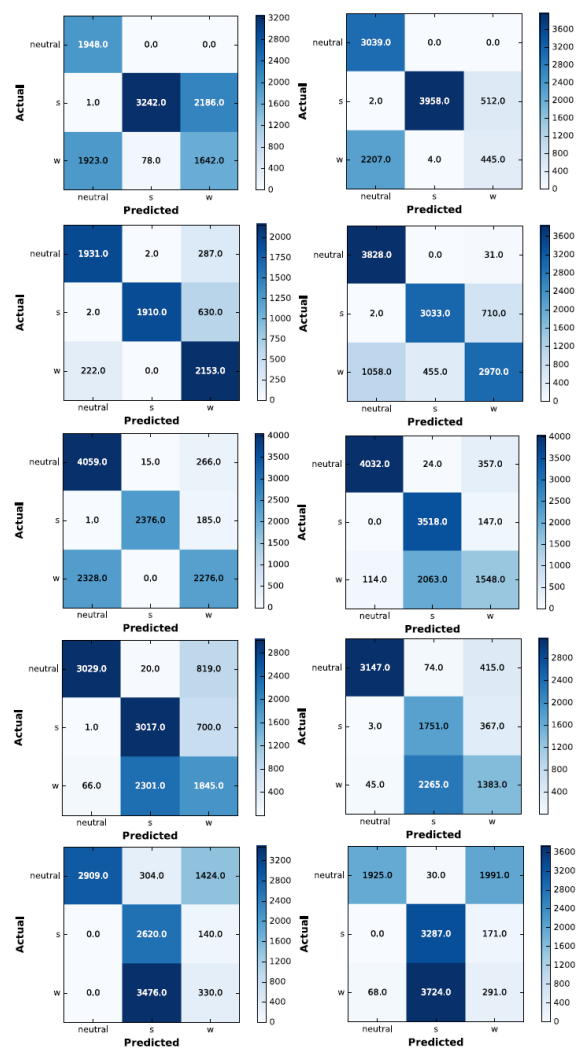 Actual
neutral 1948.0 0.0 0.0
s 1.0 3242.0 2186.0
w 1923.0 78.0 1642.0
neutral s w
Predicted
3200
2800
2400
2000
1600
1200
800
400
0
Actual
neutral 3039.0 0.0 0.0
s 2.0 3958.0 512.0
w 2207.0 4.0 445.0
neutral s w
Predicted
3600
3200
2800
2400
2000
1600
1200
800
400
0
Actual
neutral 1931.0 2.0 287.0
s 2.0 1910.0 630.0
w 222.0 0.0 2153.0
neutral s w
Predicted
2000
1750
1500
1250
1000
750
500
250
0
Actual
neutral 3828.0 0.0 31.0
s 2.0 3033.0 710.0
w 1058.0 455.0 2970.0
neutral s w
Predicted
3600
3200
2800
2400
2000
1600
1200
800
400
0
Actual
neutral 4059.0 15.0 266.0
s 1.0 2376.0 185.0
w 2328.0 0.0 2276.0
neutral s w
Predicted
4000
3500
3000
2500
2000
1500
1000
500
0
Actual
neutral 4032.0 24.0 357.0
s 0.0 3518.0 147.0
w 114.0 2063.0 1548.0
neutral s w
Predicted
4000
3500
3000
2500
2000
1500
1000
500
0
Actual
neutral 3029.0 20.0 819.0
s 1.0 3017.0 700.0
w 66.0 2301.0 1845.0
neutral s w
Predicted
2800
2400
2000
1600
1200
800
400
Actual
neutral 3147.0 74.0 415.0
s 3.0 1751.0 367.0
w 45.0 2265.0 1383.0
neutral s w
Predicted
2800
2400
2000
1600
1200
800
400
Actual
neutral 2909.0 304.0 1424.0
s 0.0 2620.0 140.0
w 0.0 3476.0 330.0
neutral s w
Predicted
3200
2800
2400
2000
1600
1200
800
400
0
Actual
neutral 1925.0 30.0 1991.0
s 0.0 3287.0 171.0
w 68.0 3724.0 291.0
neutral s w
Predicted
3600
3200
2800
2400
2000
1600
1200
800
400
0